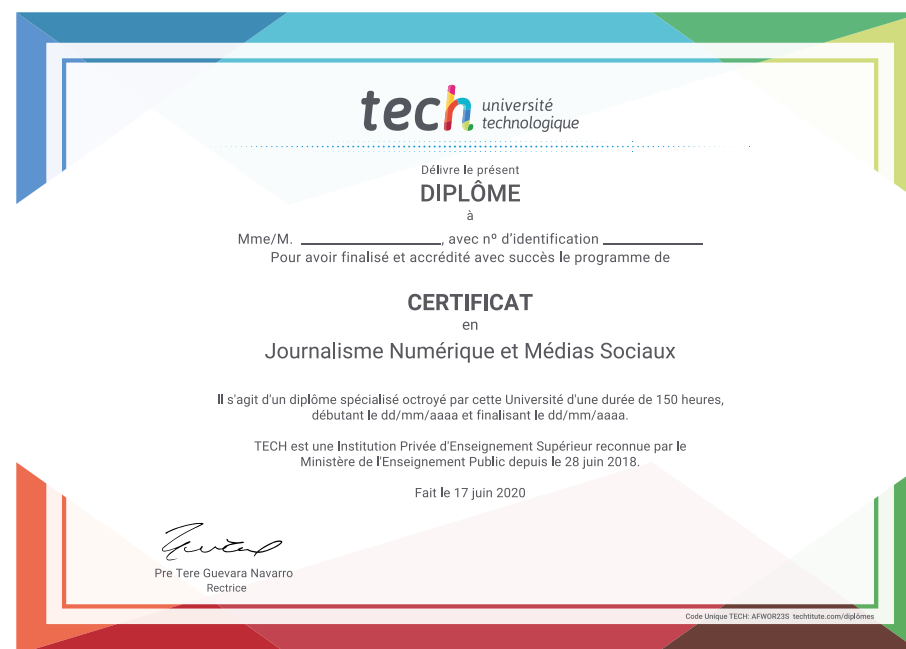 tech université
technologique
Délivre le présent
DIPLÔME
à
Mme/M. ____________________, avec nº d'identification ______________
Pour avoir finalisé et accrédité avec succès le programme de
CERTIFICAT
en
Journalisme Numérique et Médias Sociaux
Il s'agit d'un diplôme spécialisé octroyé par cette Université d'une durée de 150 heures,
débutant le dd/mm/aaaa et finalisant le dd/mm/aaaa.
TECH est une Institution Privée d'Enseignement Supérieur reconnue par le
Ministère de l'Enseignement Public depuis le 28 juin 2018.
Fait le 17 juin 2020
Pre Tere Guevara Navarro
Rectrice
Code Unique TECH: AFWOR23S techtitute.com/diplômes